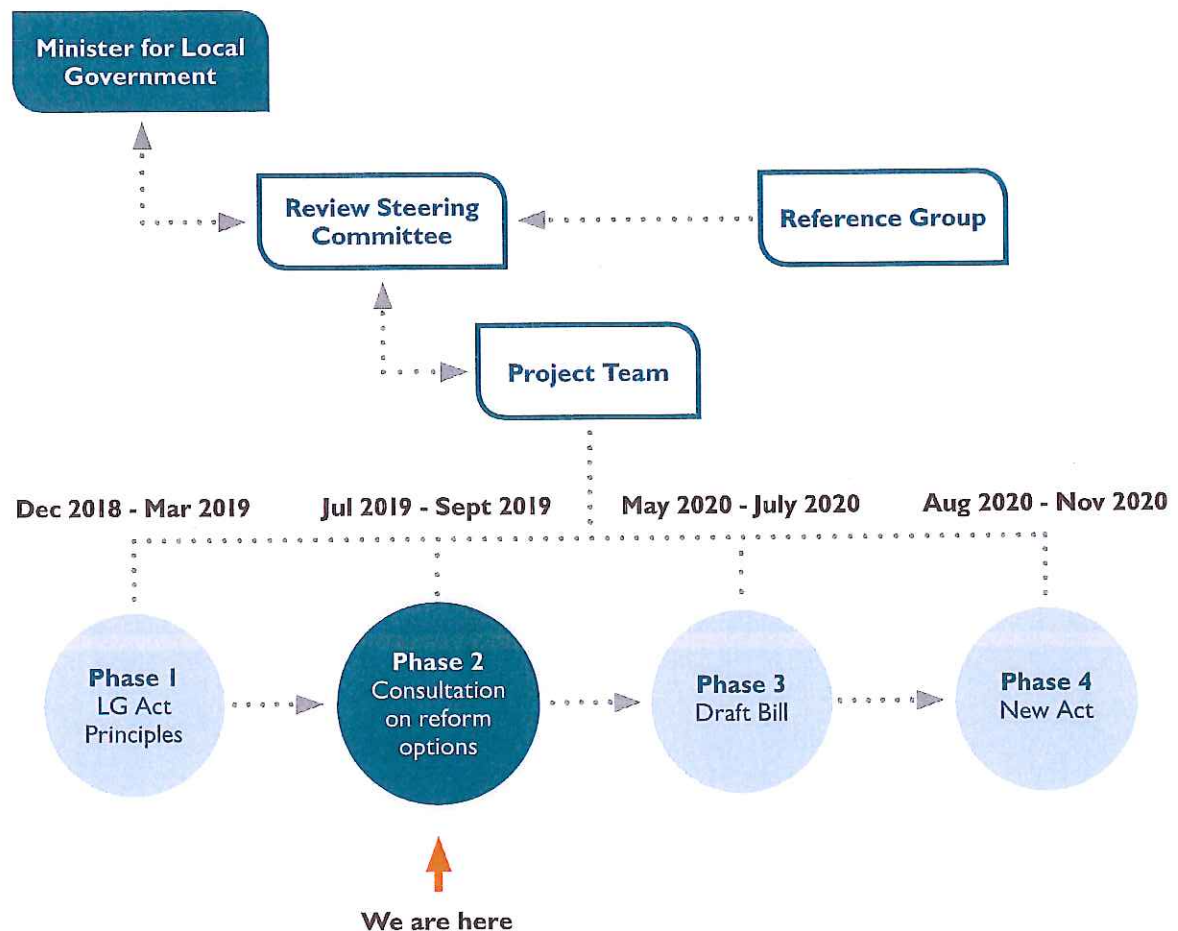 Minister for Local
Government
Review Steering
Committee
Reference Group
Project Team
Dec 2018 - Mar 2019
Jul 2019 - Sept 2019
May 2020 - July 2020
Aug 2020 - Nov 2020
Phase 1
LG Act
Principles
Phase 2
Consultation
on reform
options
Phase 3
Draft Bill
Phase 4
New Act
We are here